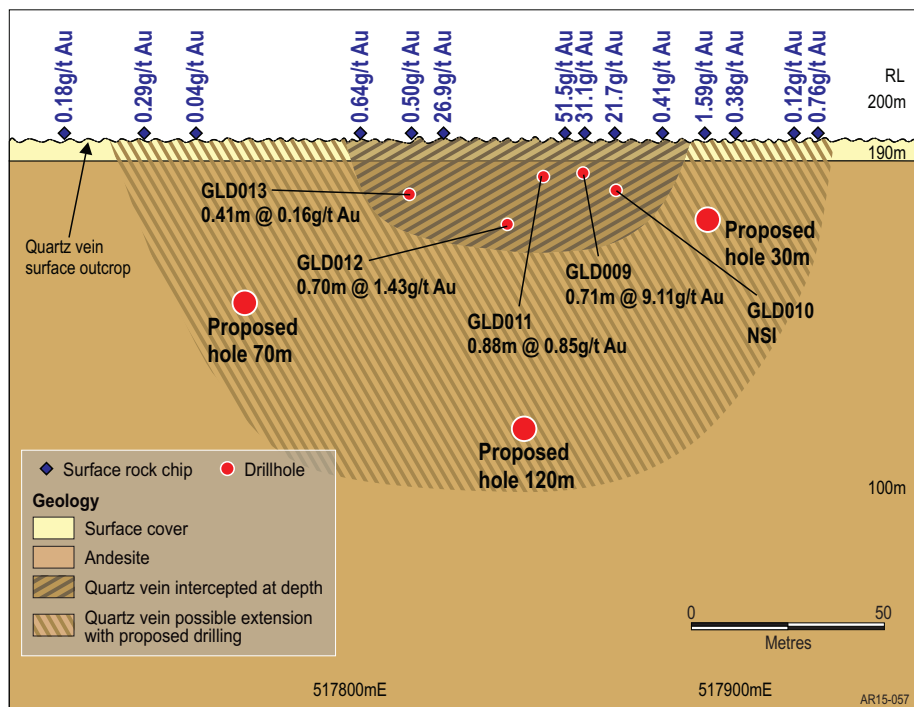 0.18g/t Au
0.29g/t Au
0.04g/t Au
0.64g/t Au
0.50g/t Au
26.9g/t Au
51.5g/t Au
31.1g/t Au
21.7g/t Au
0.41g/t Au
1.59g/t Au
0.38g/t Au
0.12g/t Au
0.76g/t Au
RL
200m
190m
GLD013
0.41m @ 0.16g/t Au
Quartz vein
surface outcrop
GLD012
0.70m @ 1.43g/t Au
GLD011
0.88m @ 0.85g/t Au
GLD009
0.71m @ 9.11g/t Au
GLD010
NSI
Proposed
hole 30m
Proposed
hole 70m
Proposed
hole 120m
100m
Surface rock chip
Drillhole
Geology
Surface cover
Andesite
Quartz vein intercepted at depth
Quartz vein possible extension
with proposed drilling
0
50
Metres
517800mE
517900mE
AR15-057